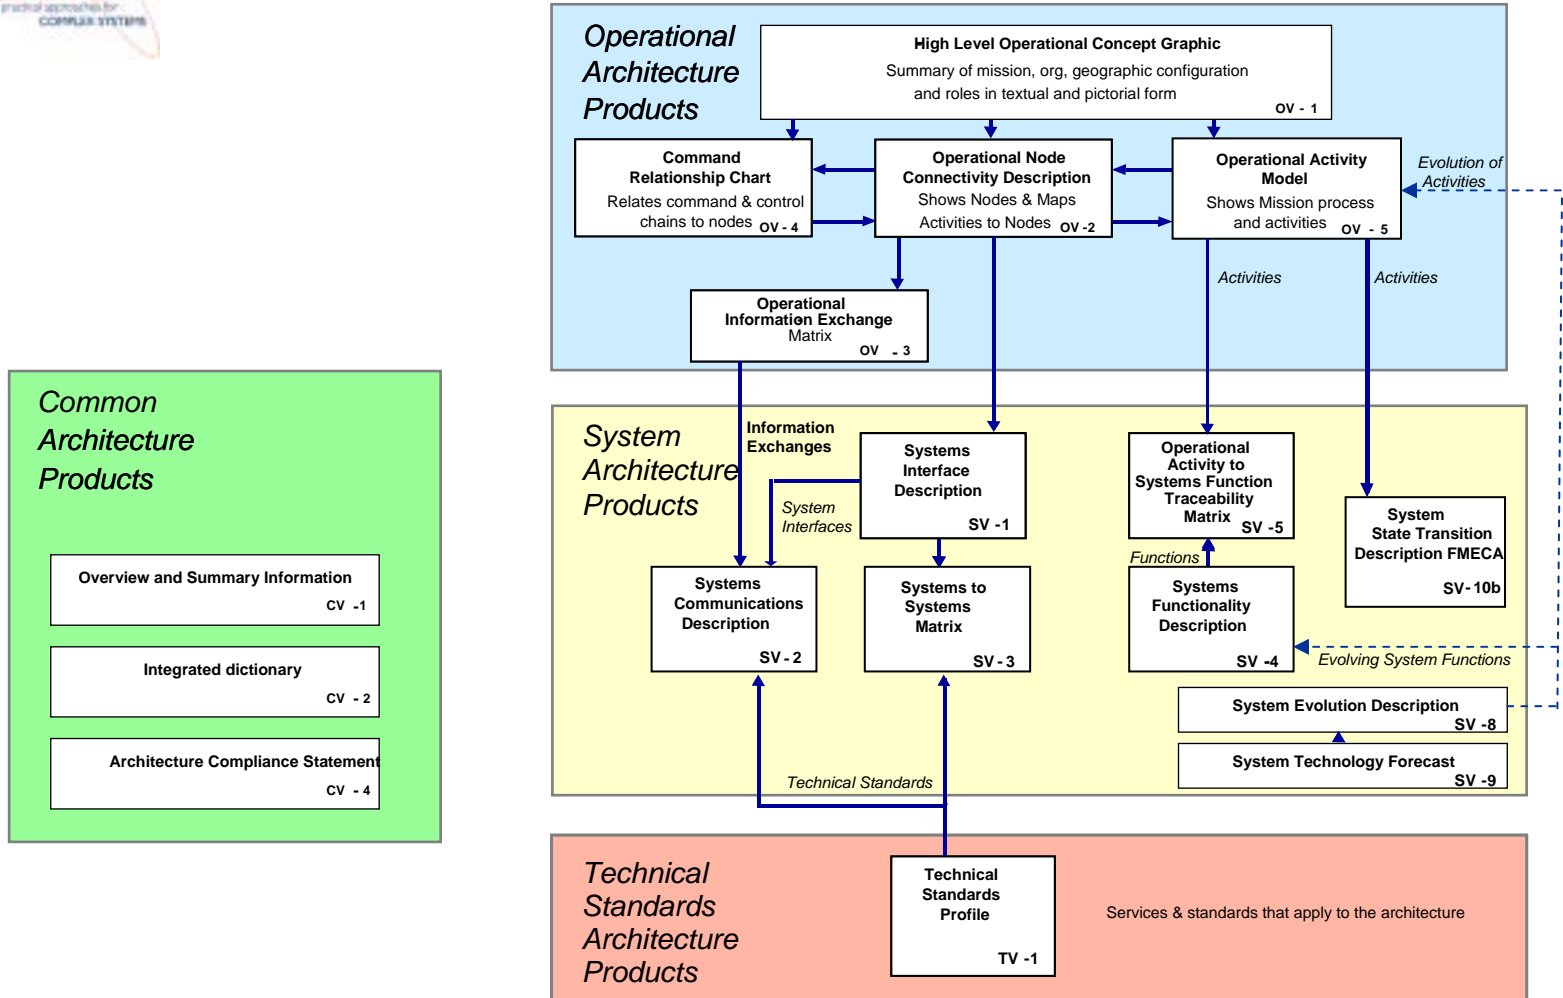 practical approaches for
COMPLEX SYSTEMS
Operational
Architecture
Products
High Level Operational Concept Graphic
Summary of mission, org, geographic configuration
and roles in textual and pictorial form
OV - 1
Command
Relationship Chart
Relates command & control
chains to nodes OV - 4
Operational Node
Connectivity Description
Shows Nodes & Maps
Activities to Nodes OV -2
Operational Activity
Model
Shows Mission process
and activities OV - 5
Evolution of
Activities
Activities
Activities
Operational
Information Exchange
Matrix
OV - 3
Common
Architecture
Products
Overview and Summary Information
CV -1
Integrated dictionary
CV - 2
Architecture Compliance Statement
CV - 4
System
Architecture
Products
Information
Exchanges
System
Interfaces
Systems
Interface
Description
SV -1
Operational
Activity to
Systems Function
Traceability
Matrix
SV -5
System
State Transition
Description FMECA
SV- 10b
Functions
Systems
Communications
Description
SV - 2
Systems to
Systems
Matrix
SV - 3
Systems
Functionality
Description
SV -4
Evolving System Functions
System Evolution Description
SV -8
System Technology Forecast
SV -9
Technical Standards
Technical
Standards
Architecture
Products
Technical
Standards
Profile
TV -1
Services & standards that apply to the architecture